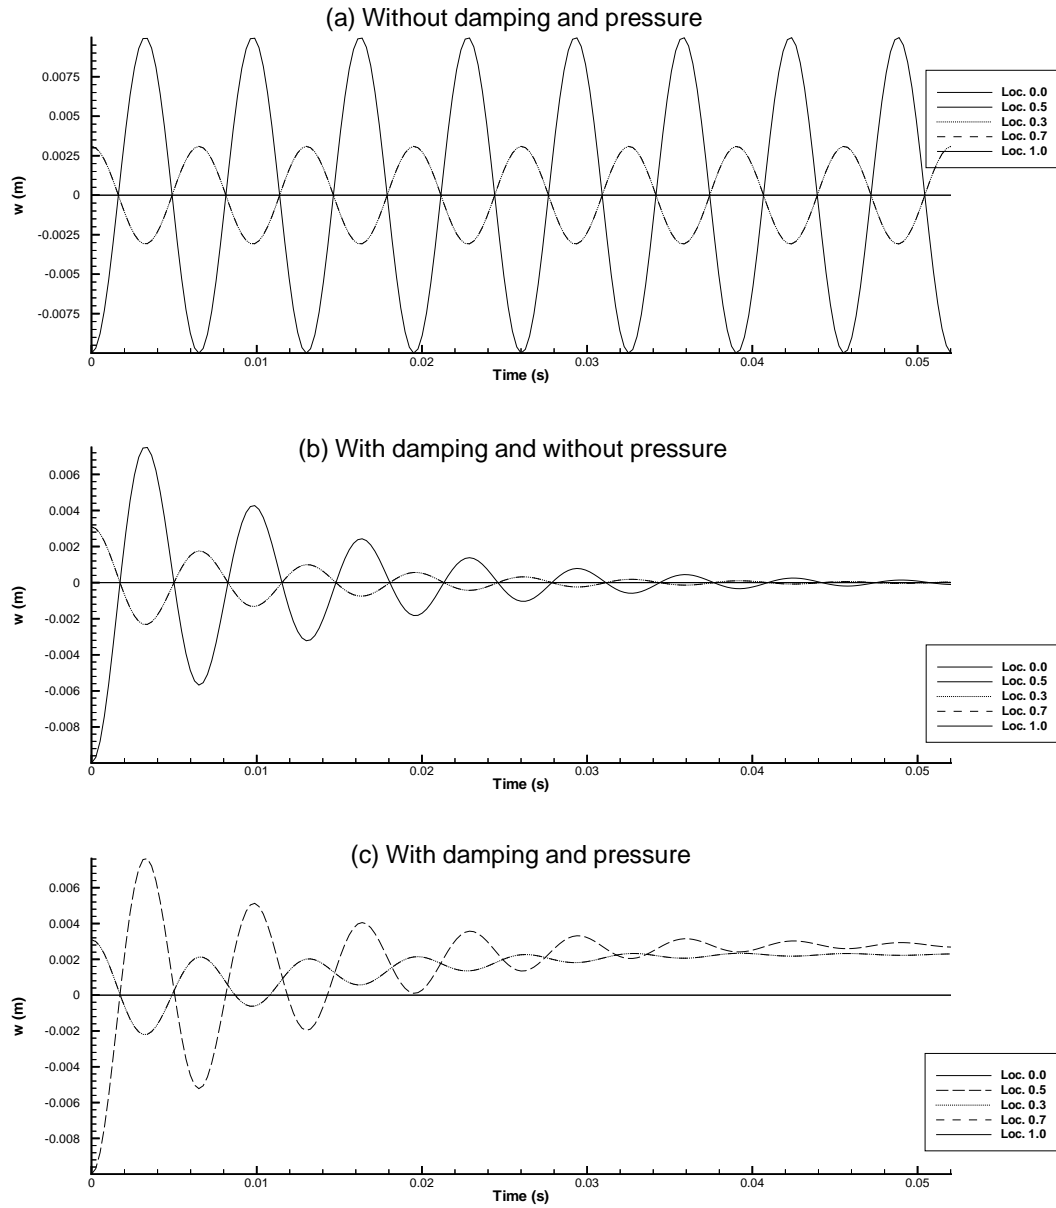 (a) Without damping and pressure
0.0075
0.005
0.0025
0
-0.0025
-0.005
-0.0075
w (m)
Loc. 0.0
Loc. 0.5
Loc. 0.3
Loc. 0.7
Loc. 1.0
0 0.01 0.02 0.03 0.04 0.05
Time (s)
(b) With damping and without pressure
0.006
0.004
0.002
0
-0.002
-0.004
-0.006
-0.008
w (m)
Loc. 0.0
Loc. 0.5
Loc. 0.3
Loc. 0.7
Loc. 1.0
0 0.01 0.02 0.03 0.04 0.05
Time (s)
(c) With damping and pressure
0.006
0.004
0.002
0
-0.002
-0.004
-0.006
-0.008
w (m)
Loc. 0.0
Loc. 0.5
Loc. 0.3
Loc. 0.7
Loc. 1.0
0 0.01 0.02 0.03 0.04 0.05
Time (s)